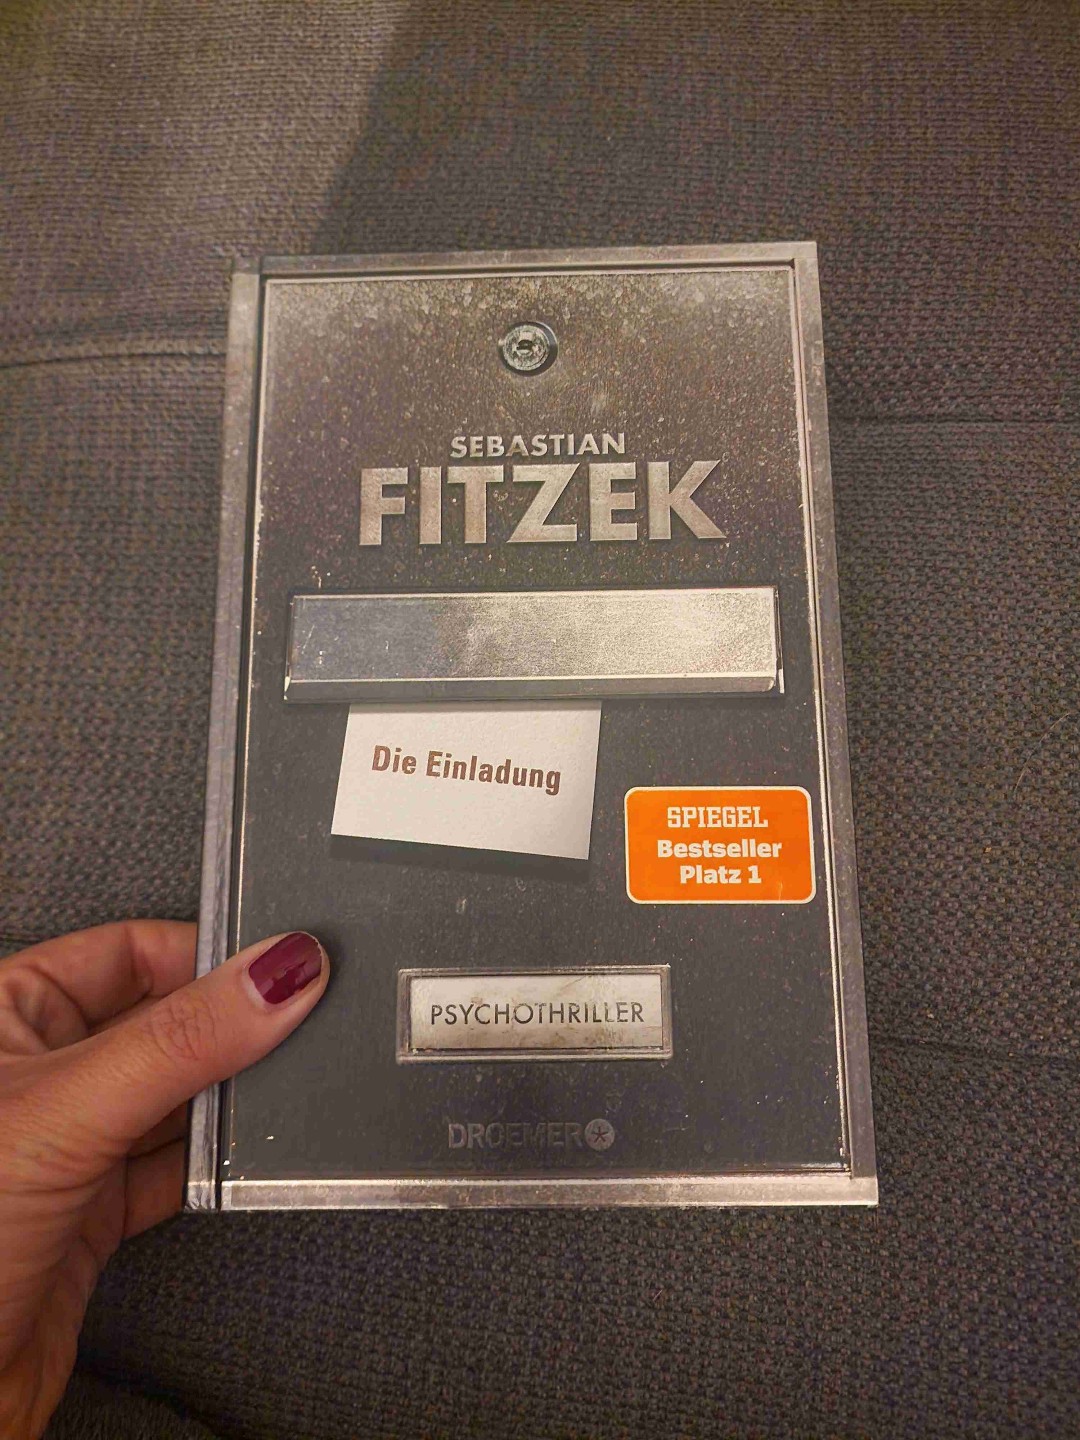 SEBASTIAN
FITZEK
Die Einladung
SPIEGEL
Bestseller
Platz 1
PSYCHOTHRILLER
DROEMER